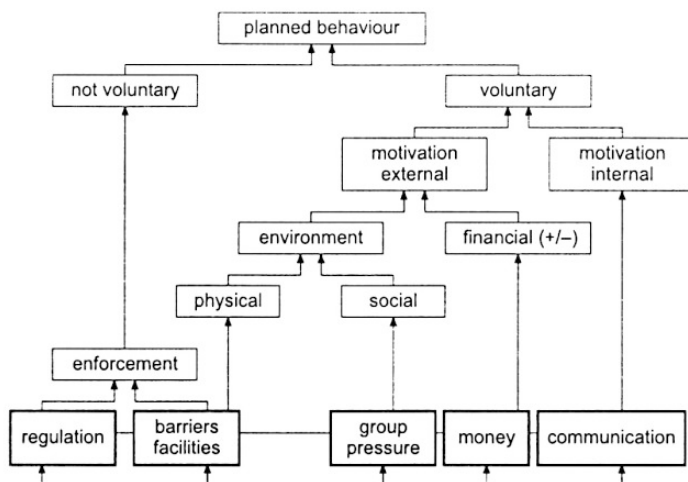 planned behaviour
not voluntary
voluntary
motivation
external
motivation
internal
environment
financial (+/–)
physical
social
enforcement
regulation
barriers
facilities
group
pressure
money
communication